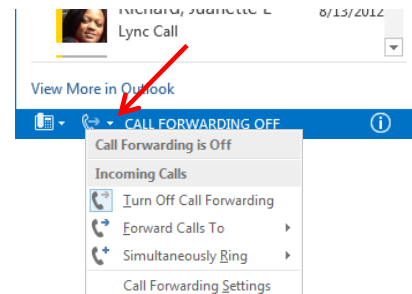 Richard, Juanette L 8/13/2012
Lync Call
View More in Outlook
CALL FORWARDING OFF
Call Forwarding is Off
Incoming Calls
Turn Off Call Forwarding
Forward Calls To
Simultaneously Ring
Call Forwarding Settings